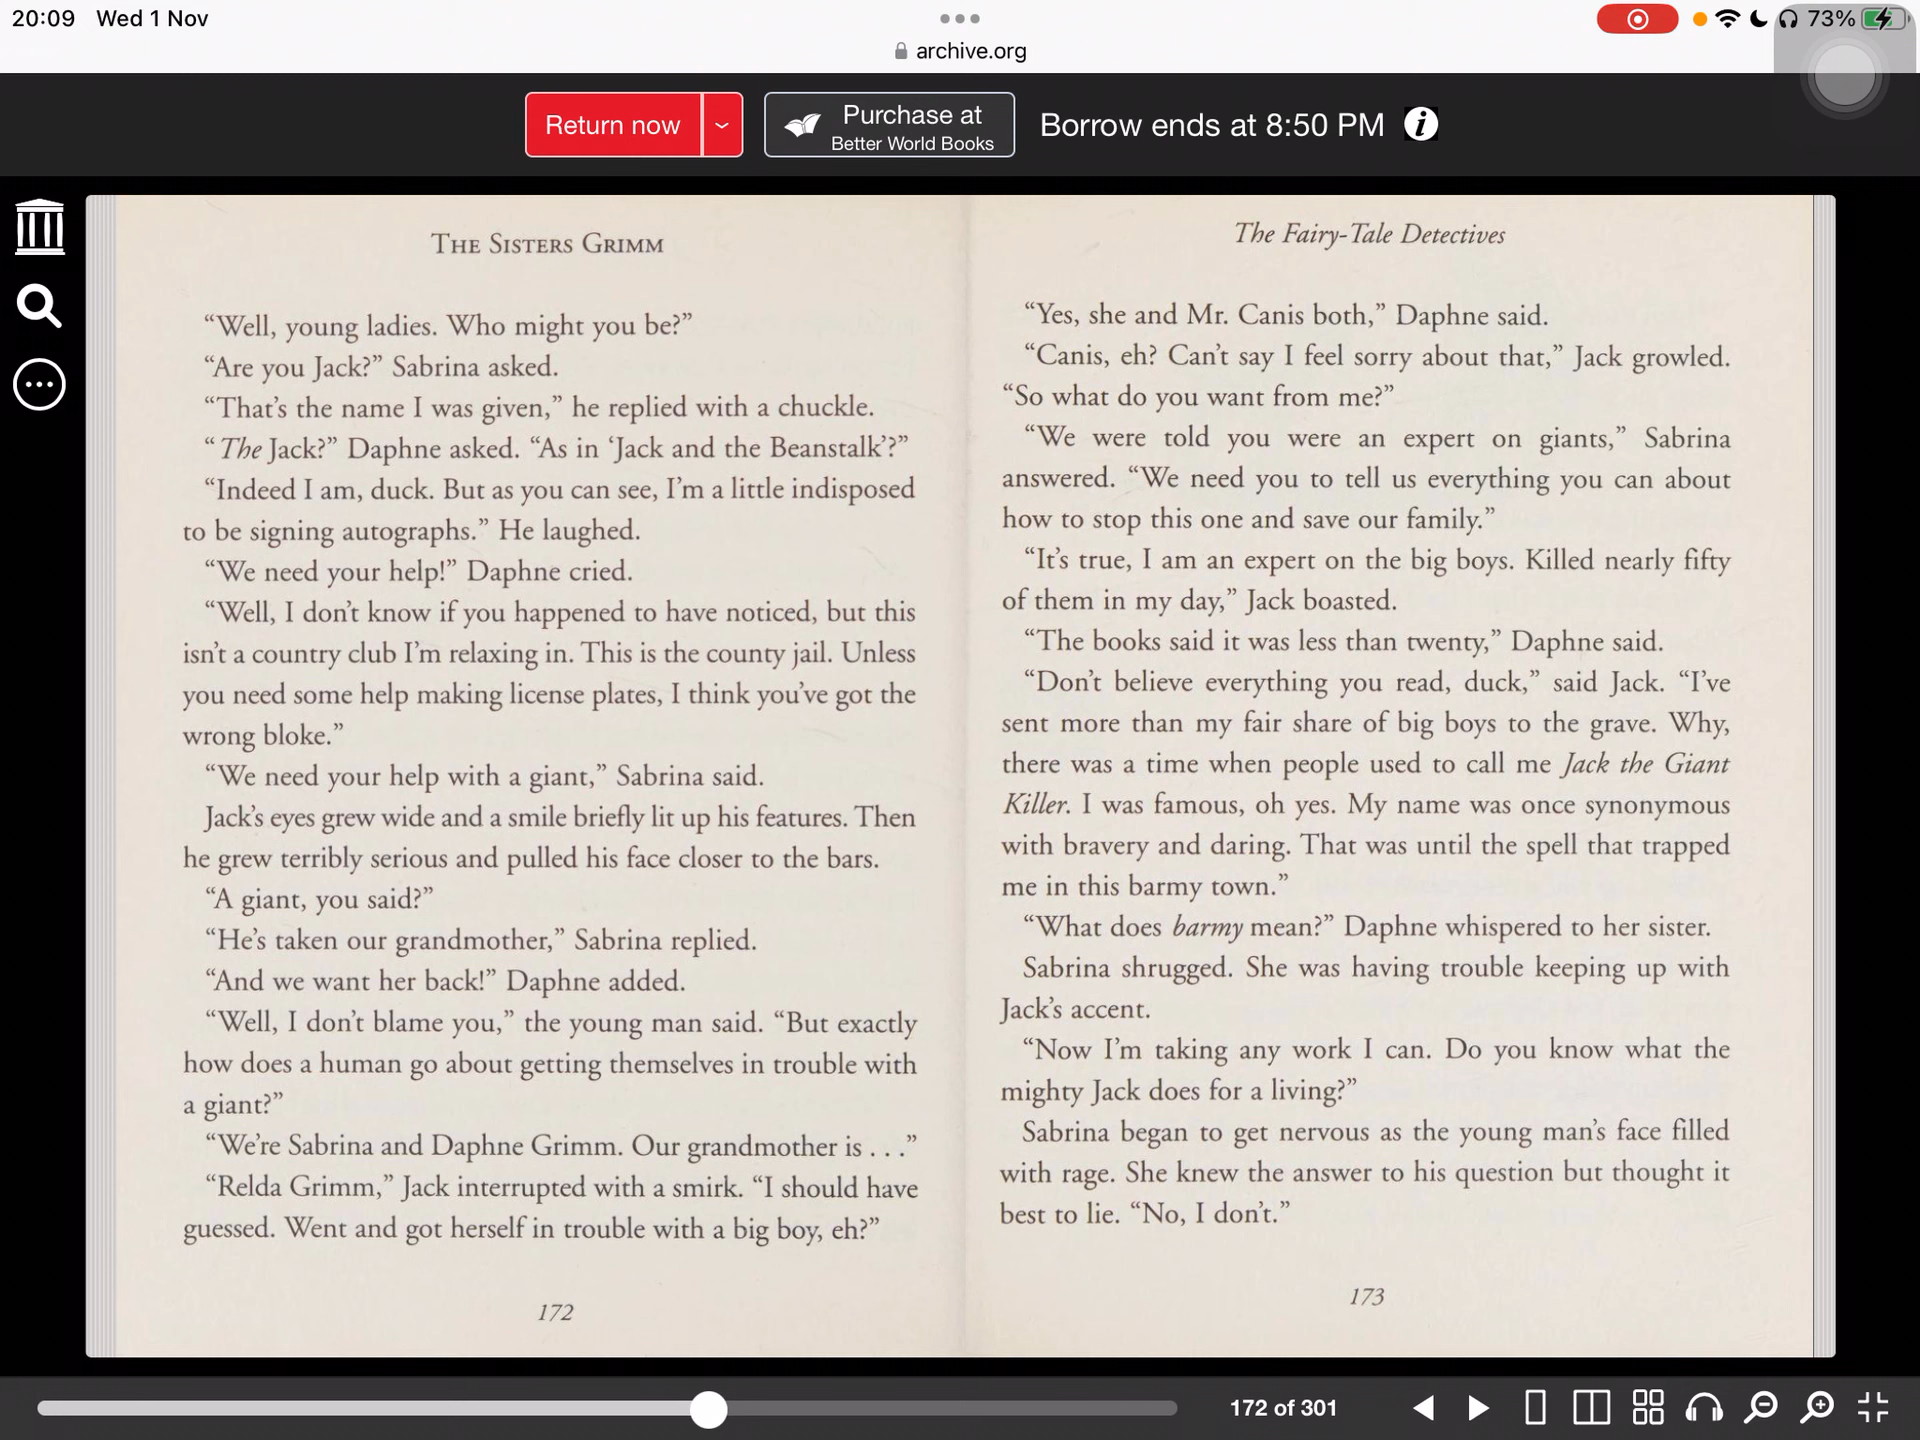 20:09 Wed 1 Nov
73%
archive.org
Return now
Purchase at
Better World Books
Borrow ends at 8:50 PM
THE SISTERS GRIMM
“Well, young ladies. Who might you be?”
“Are you Jack?” Sabrina asked.
“That’s the name I was given,” he replied with a chuckle.
“The Jack?” Daphne asked. “As in ‘Jack and the Beanstalk’?”
“Indeed I am, duck. But as you can see, I’m a little indisposed
to be signing autographs.” He laughed.
“We need your help!” Daphne cried.
“Well, I don’t know if you happened to have noticed, but this
isn’t a country club I’m relaxing in. This is the county jail. Unless
you need some help making license plates, I think you’ve got the
wrong bloke.”
“We need your help with a giant,” Sabrina said.
Jack’s eyes grew wide and a smile briefly lit up his features. Then
he grew terribly serious and pulled his face closer to the bars.
“A giant, you said?”
“He’s taken our grandmother,” Sabrina replied.
“And we want her back!” Daphne added.
“Well, I don’t blame you,” the young man said. “But exactly
how does a human go about getting themselves in trouble with
a giant?”
“We’re Sabrina and Daphne Grimm. Our grandmother is . . .”
“Relda Grimm,” Jack interrupted with a smirk. “I should have
guessed. Went and got herself in trouble with a big boy, eh?”
172
The Fairy-Tale Detectives
“Yes, she and Mr. Canis both,” Daphne said.
“Canis, eh? Can’t say I feel sorry about that,” Jack growled.
“So what do you want from me?”
“We were told you were an expert on giants,” Sabrina
answered. “We need you to tell us everything you can about
how to stop this one and save our family.”
“It’s true, I am an expert on the big boys. Killed nearly fifty
of them in my day,” Jack boasted.
“The books said it was less than twenty,” Daphne said.
“Don’t believe everything you read, duck,” said Jack. “I’ve
sent more than my fair share of big boys to the grave. Why,
there was a time when people used to call me Jack the Giant
Killer. I was famous, oh yes. My name was once synonymous
with bravery and daring. That was until the spell that trapped
me in this barmy town.”
“What does barmy mean?” Daphne whispered to her sister.
Sabrina shrugged. She was having trouble keeping up with
Jack’s accent.
“Now I’m taking any work I can. Do you know what the
mighty Jack does for a living?”
Sabrina began to get nervous as the young man’s face filled
with rage. She knew the answer to his question but thought it
best to lie. “No, I don’t.”
173
172 of 301